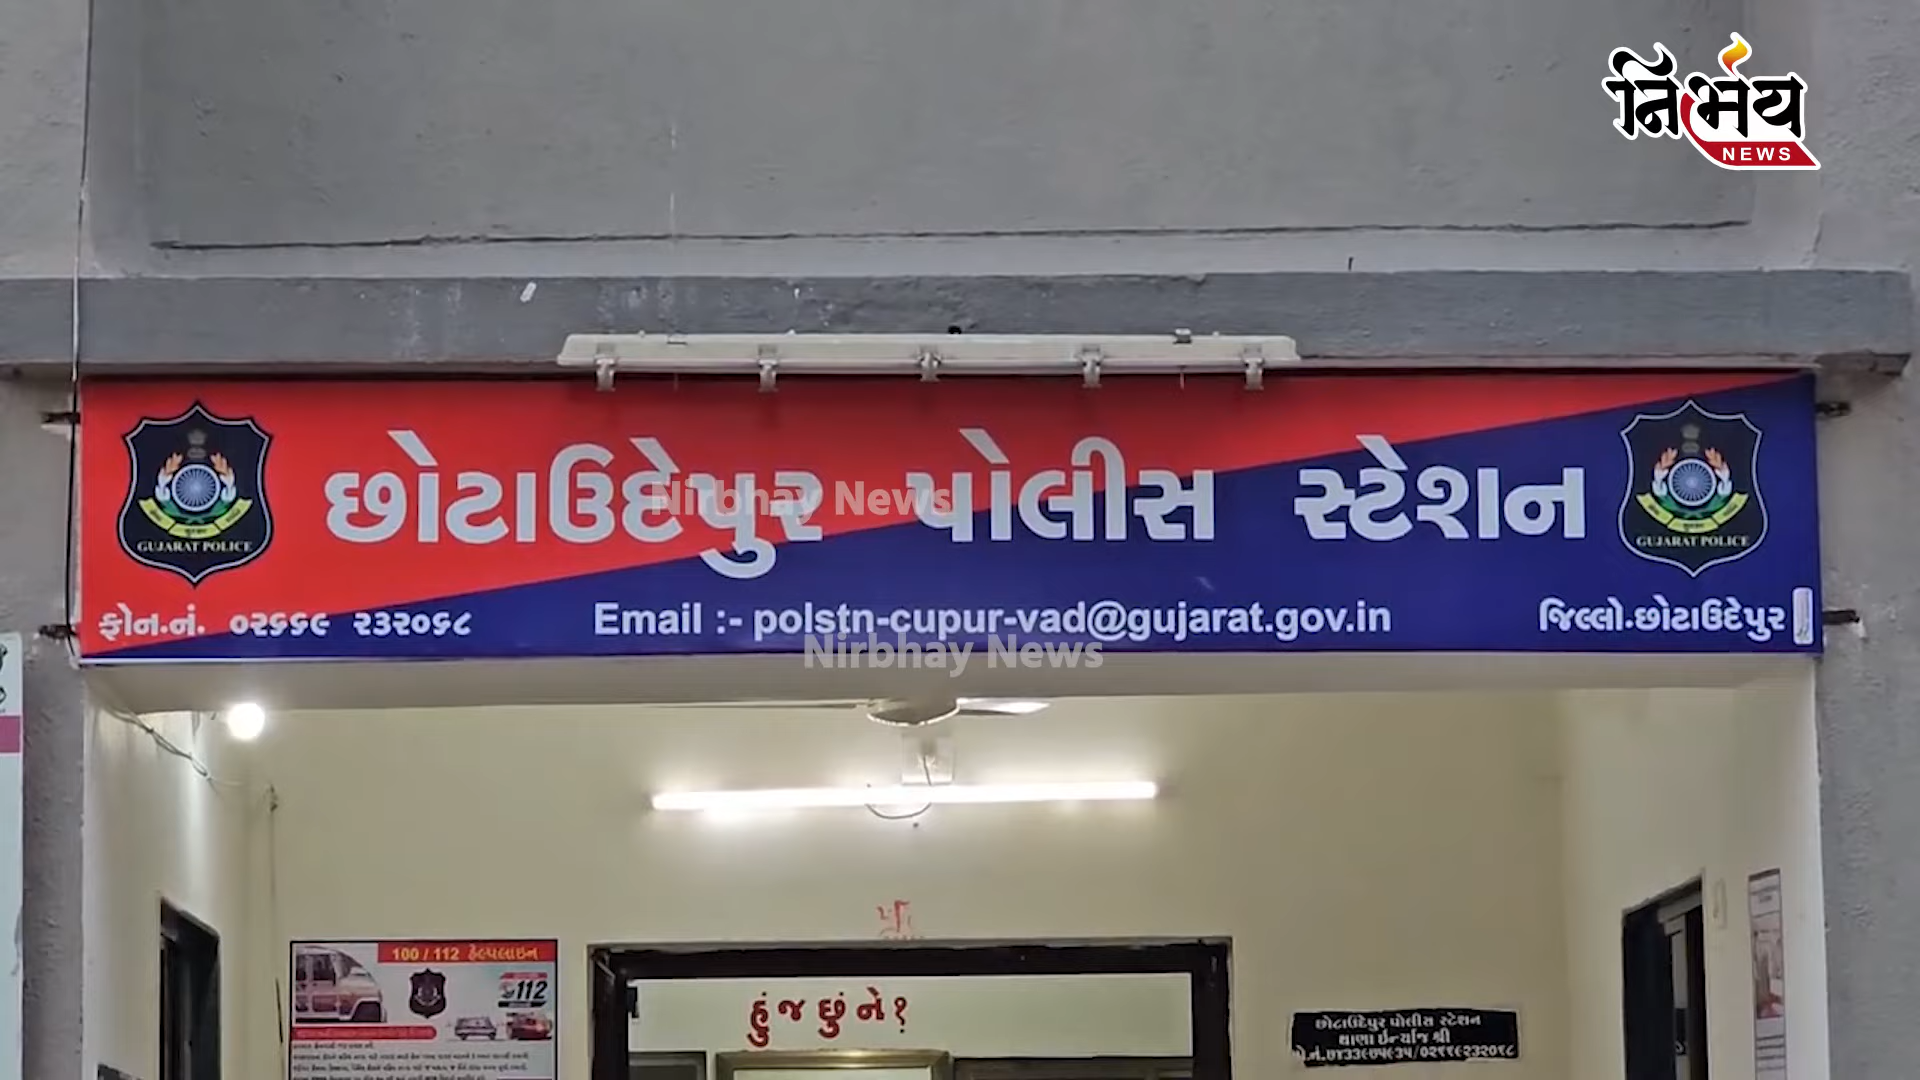 નિર્ભય
NEWS
છોટાઉદેપુર પોલીસ સ્ટેશન
Nirbhay News
GUJARAT POLICE
GUJARAT POLICE
ફોન.નં. ૦૨૬૬૯ ૨૩૨૦૬૮
Email :- polstn-cupur-vad@gujarat.gov.in
જિલ્લો.છોટાઉદેપુર
Nirbhay News
100 / 112 હેલ્પલાઇન
112
હું જ છું ને?
છોટાઉદેપુર પોલીસ સ્ટેશન
થાણા ઈન્ચાર્જ શ્રી